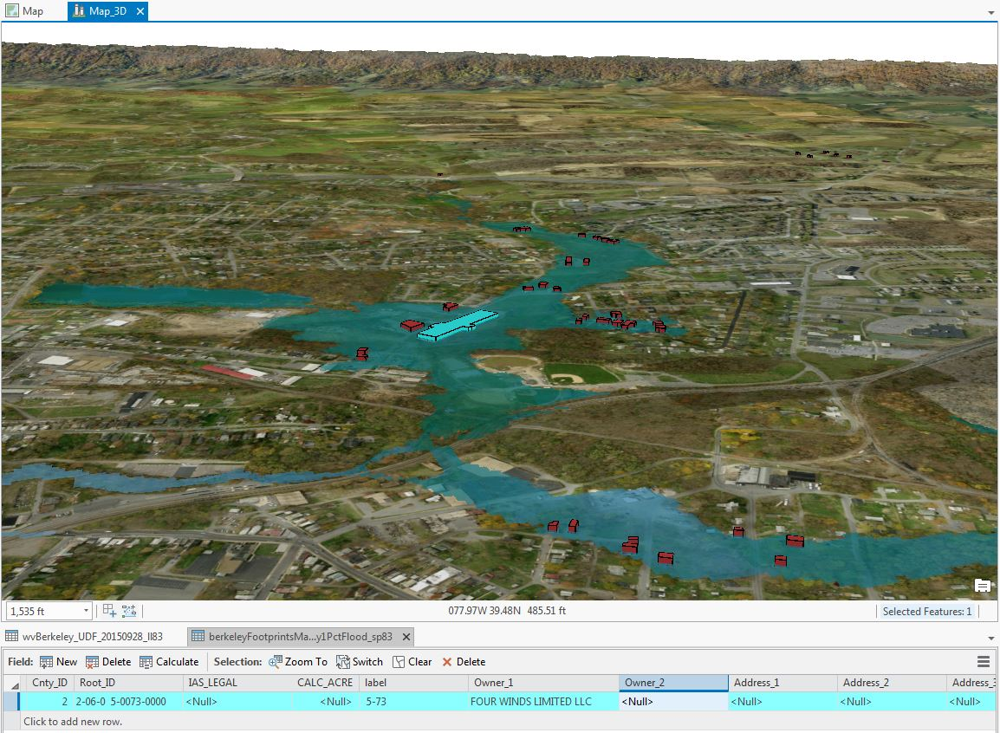 Map Map_3D
1,535 ft 077.97W 39.48N 485.51 ft Selected Features: 1
wvBerkeley_UDF_20150928_ll83 berkeleyFootprintsMa...y1PctFlood_sp83
Field: New Delete Calculate Selection: Zoom To Switch Clear Delete
Cnty_ID Root_ID IAS_LEGAL CALC_ACRE label Owner_1 Owner_2 Address_1 Address_2 Address_3
2 2-06-0 5-0073-0000 <Null> <Null> 5-73 FOUR WINDS LIMITED LLC <Null> <Null> <Null> <Null>
Click to add new row.